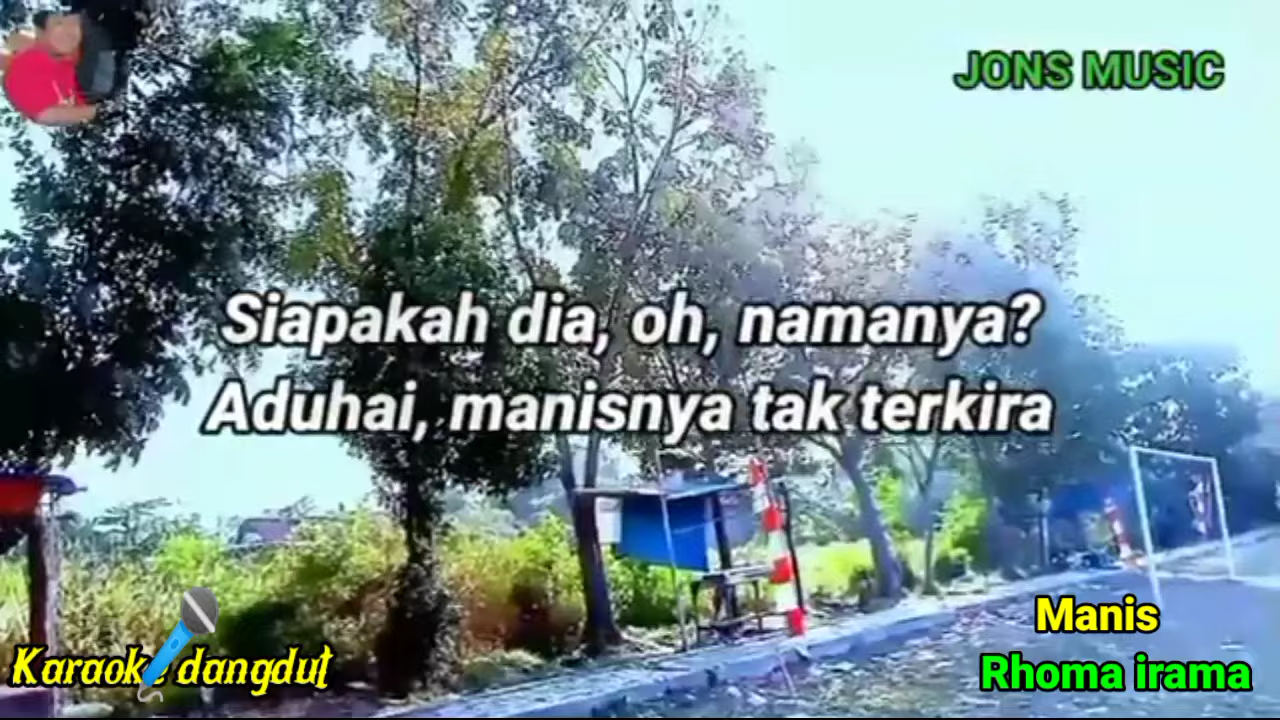 JONS MUSIC
Siapakah dia, oh, namanya?
Aduhai, manisnya tak terkira
Manis
Karaoke dangdut
Rhoma irama